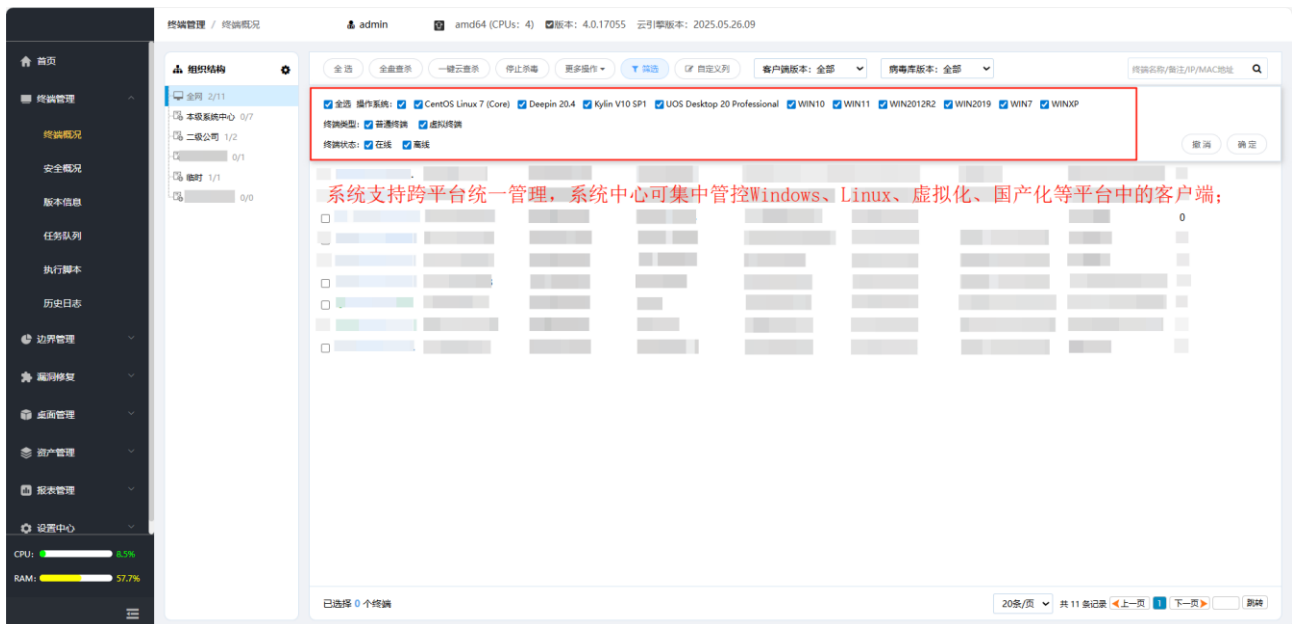 终端管理 / 终端概况
admin
amd64 (CPUs: 4) 版本: 4.0.17055 云引擎版本: 2025.05.26.09
首页
终端管理
终端概况
安全概况
版本信息
任务队列
执行脚本
历史日志
边界管理
漏洞修复
桌面管理
资产管理
报表管理
设置中心
CPU: 8.5%
RAM: 57.7%
组织结构
全网 2/11
本级系统中心 0/7
二级公司 1/2
0/1
临时 1/1
0/0
全选 全盘查杀 一键云查杀 停止杀毒 更多操作 筛选 自定义列 客户端版本: 全部 病毒库版本: 全部 终端名称/备注/IP/MAC地址
全选 操作系统: CentOS Linux 7 (Core) Deepin 20.4 Kylin V10 SP1 UOS Desktop 20 Professional WIN10 WIN11 WIN2012R2 WIN2019 WIN7 WINXP
终端类型: 普通终端 虚拟终端
终端状态: 在线 离线
撤消 确定
系统支持跨平台统一管理，系统中心可集中管控Windows、Linux、虚拟化、国产化等平台中的客户端；
0
已选择 0 个终端
20条/页 共 11 条记录 上一页 1 下一页 跳转